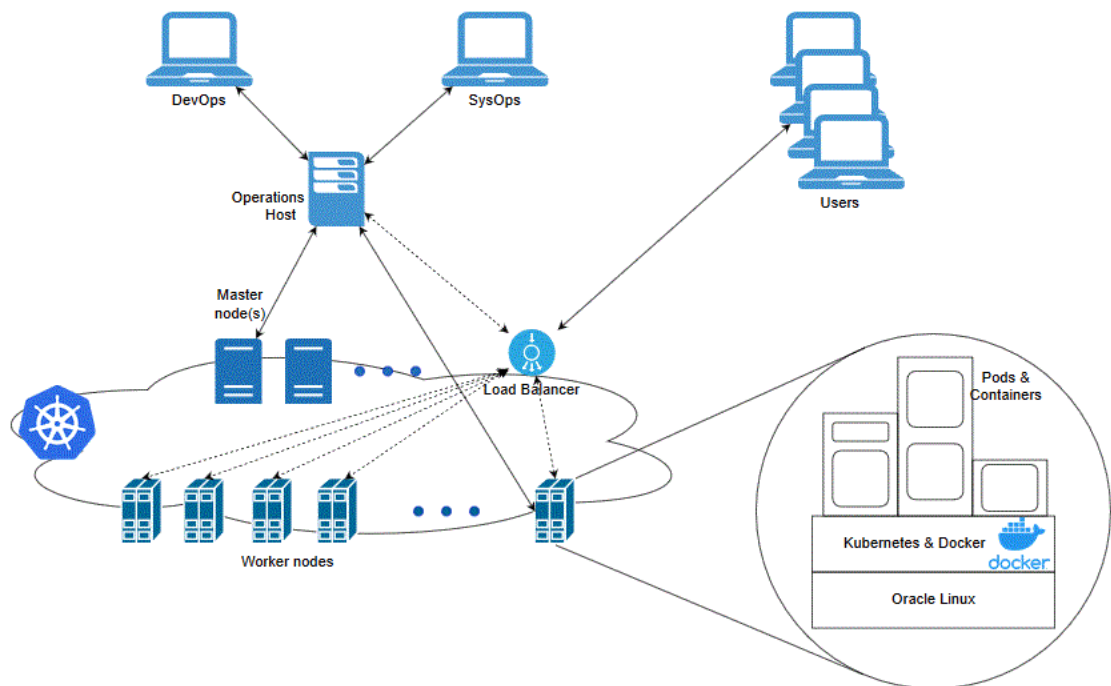 DevOps
SysOps
Users
Operations
Host
Master
node(s)
Load Balancer
Worker nodes
Pods &
Containers
Kubernetes & Docker
docker
Oracle Linux